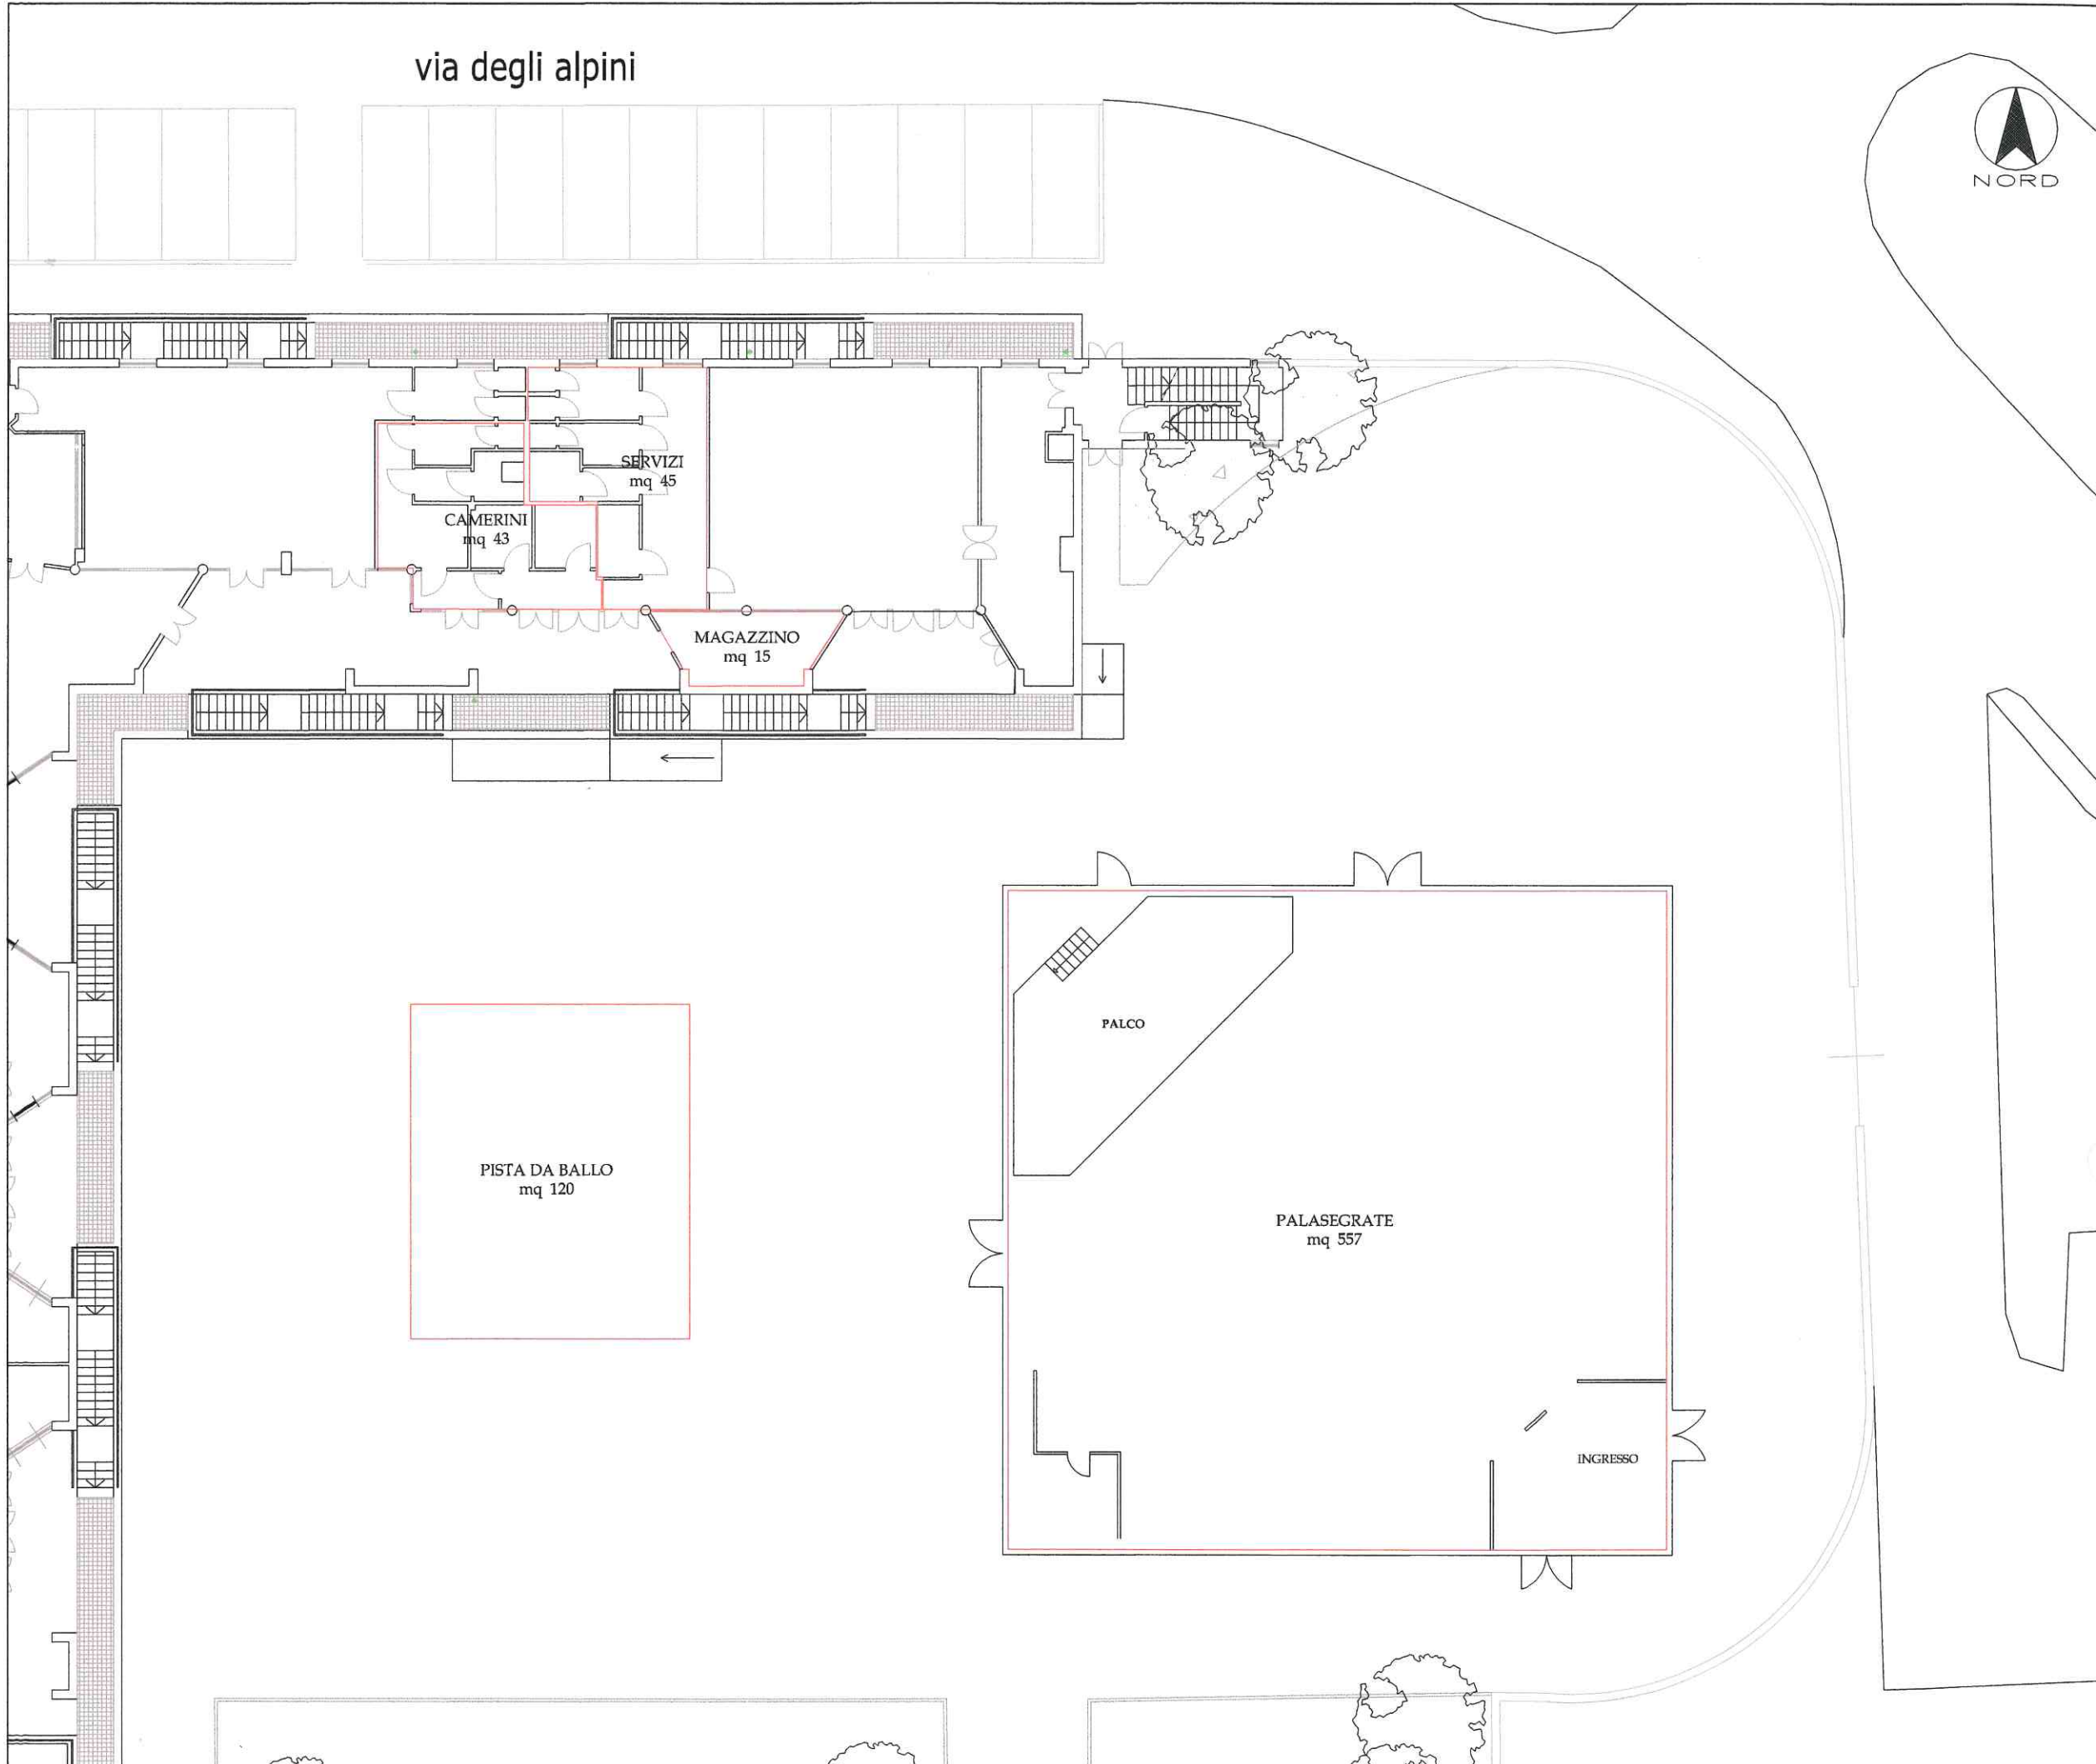 via degli alpini
NORD
SERVIZI
mq 45
CAMERINI
mq 43
MAGAZZINO
mq 15
PALCO
PISTA DA BALLO
mq 120
PALASEGRATE
mq 557
INGRESSO